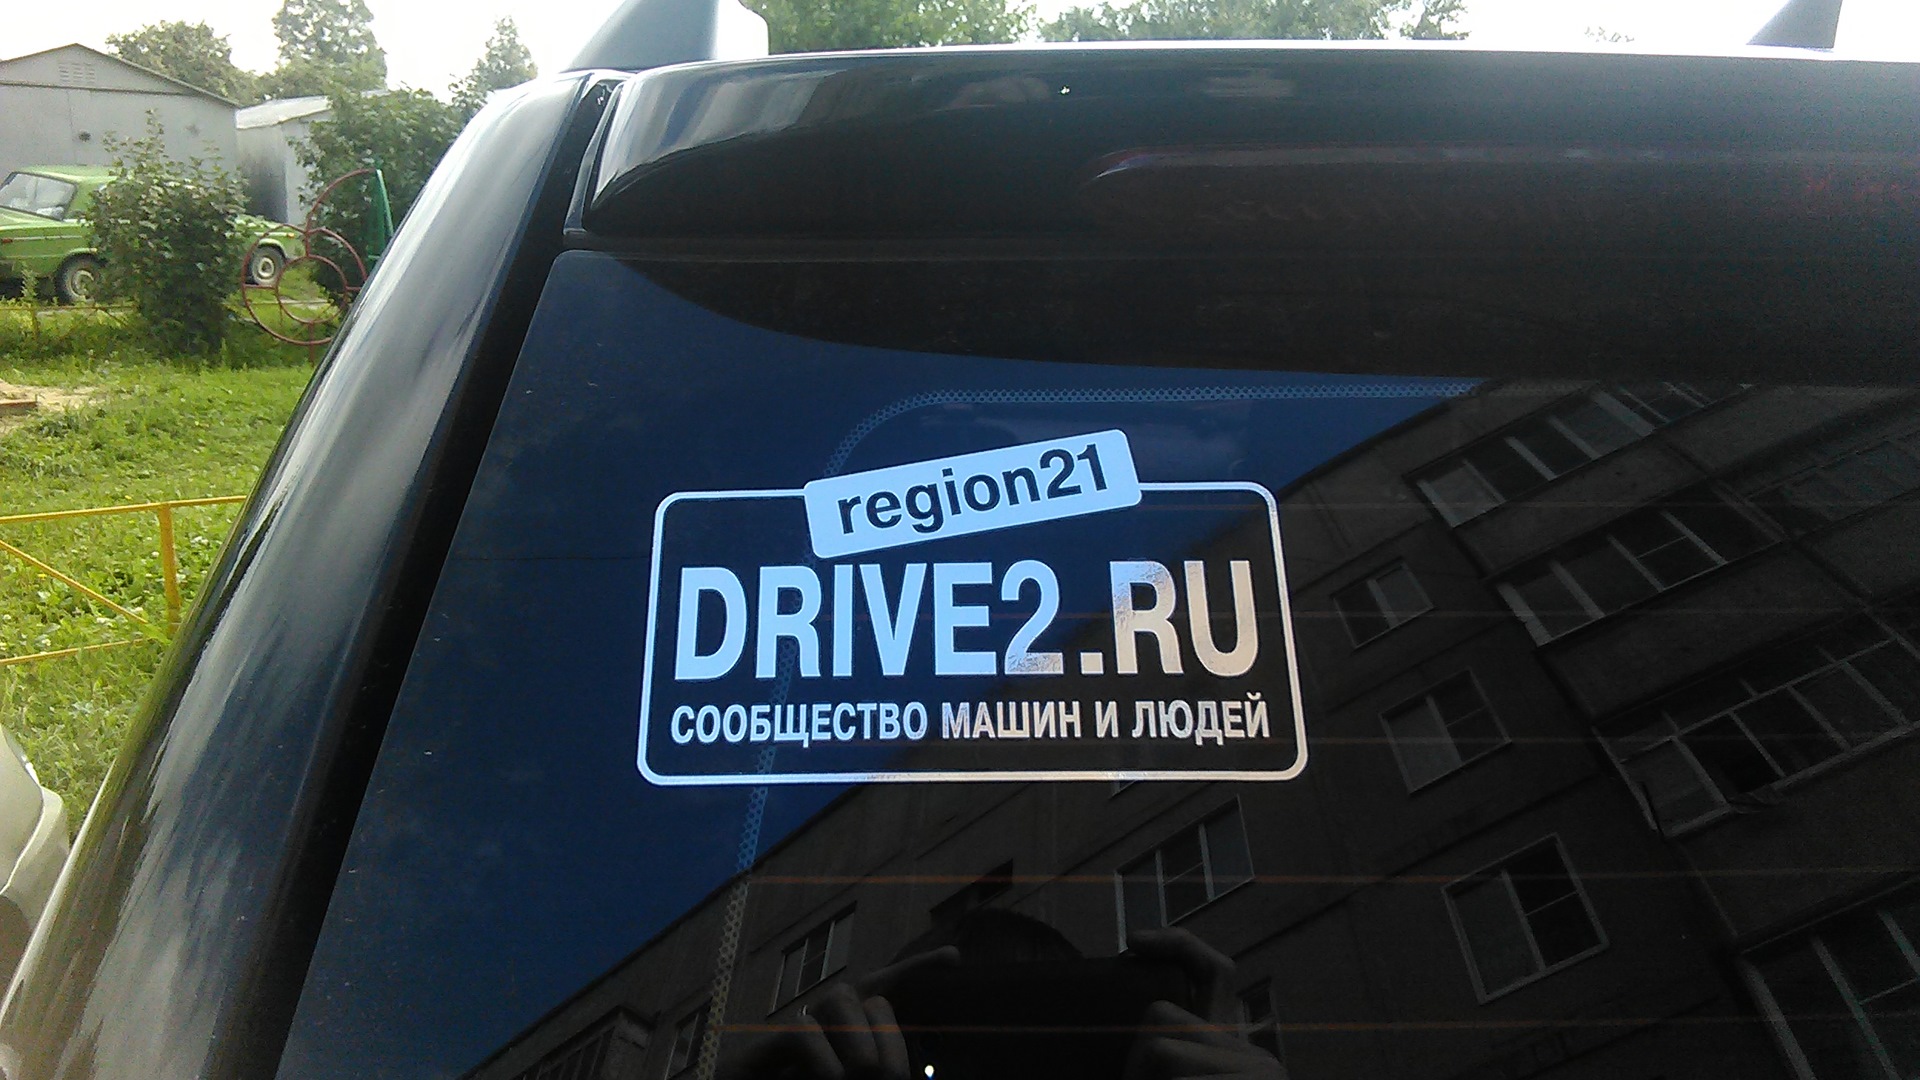 region21
DRIVE2.RU
СООБЩЕСТВО МАШИН И ЛЮДЕЙ